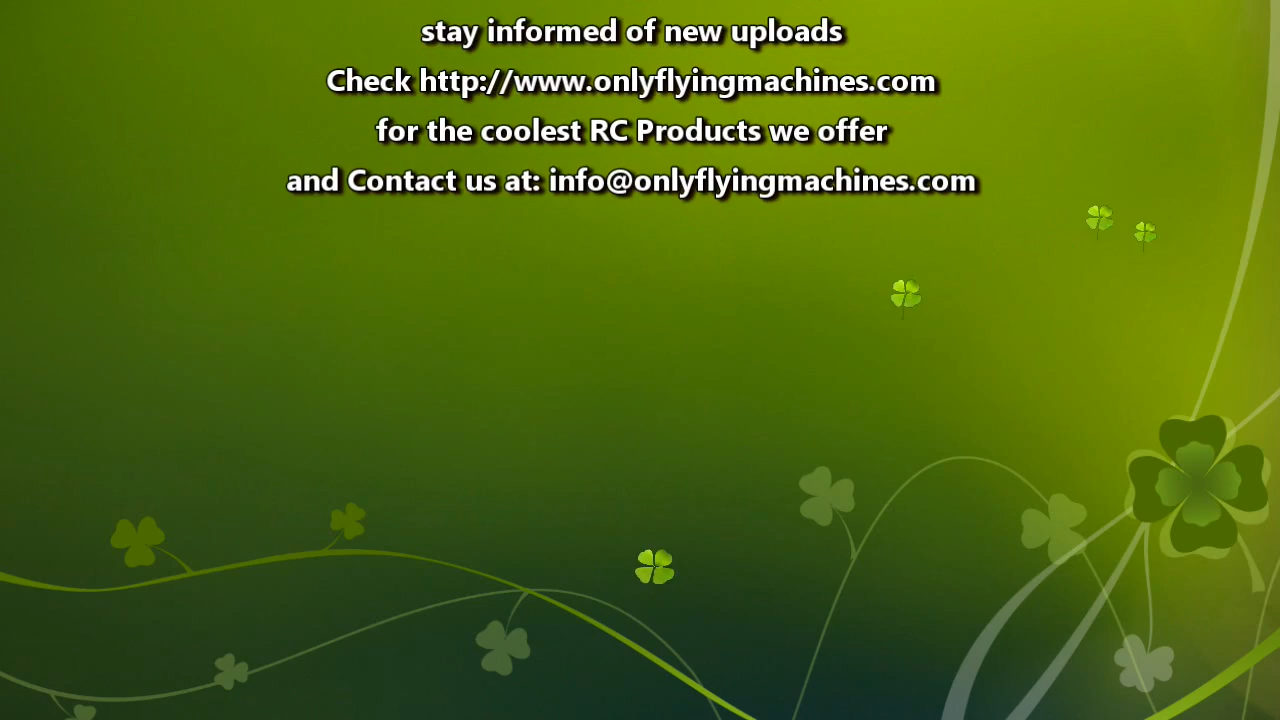 stay informed of new uploads
Check http://www.onlyflyingmachines.com
for the coolest RC Products we offer
and Contact us at: info@onlyflyingmachines.com